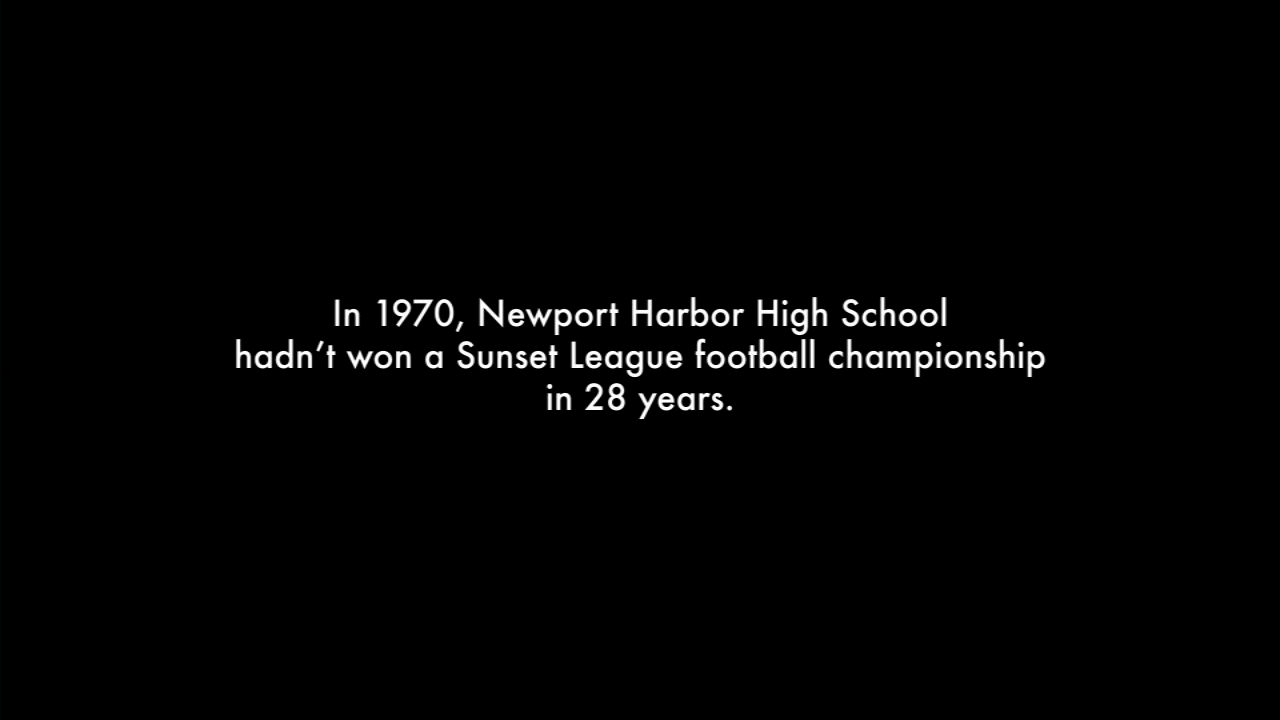 In 1970, Newport Harbor High School
hadn’t won a Sunset League football championship
in 28 years.